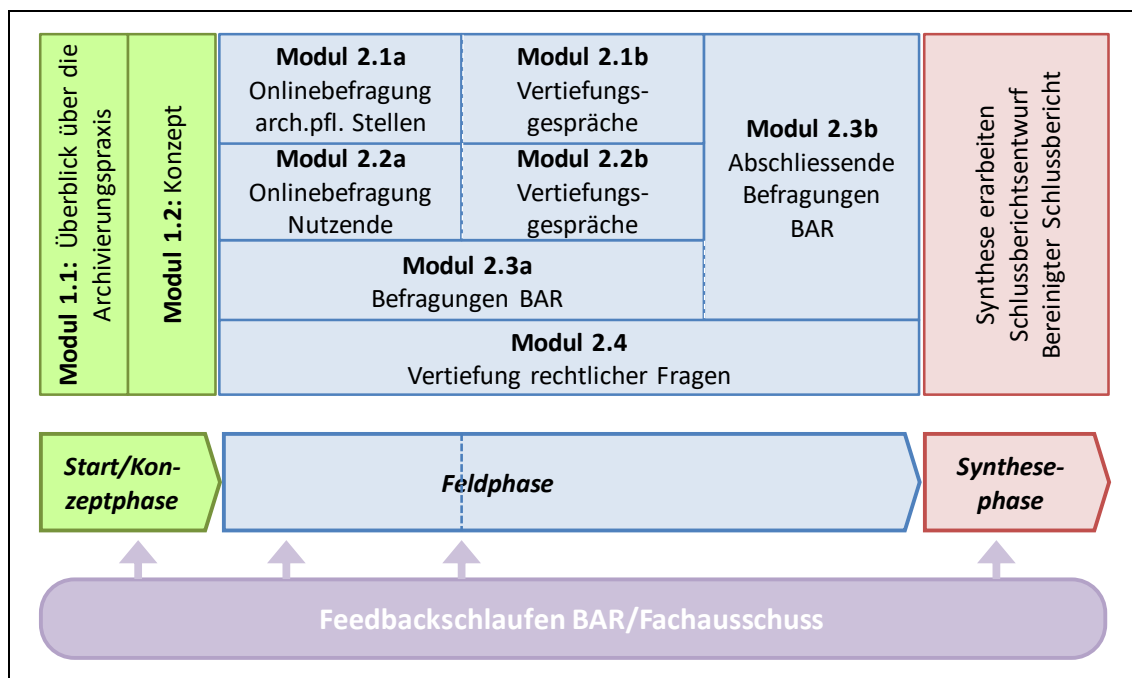 Modul 1.1: Überblick über die
Archivierungspraxis
Modul 1.2: Konzept
Modul 2.1a
Onlinebefragung
arch.pfl. Stellen
Modul 2.1b
Vertiefungs-
gespräche
Modul 2.2a
Onlinebefragung
Nutzende
Modul 2.2b
Vertiefungs-
gespräche
Modul 2.3a
Befragungen BAR
Modul 2.3b
Abschliessende
Befragungen
BAR
Modul 2.4
Vertiefung rechtlicher Fragen
Synthese erarbeiten
Schlussberichtsentwurf
Bereinigter Schlussbericht
Start/Kon-
zeptphase
Feldphase
Synthese-
phase
Feedbackschlaufen BAR/Fachausschuss